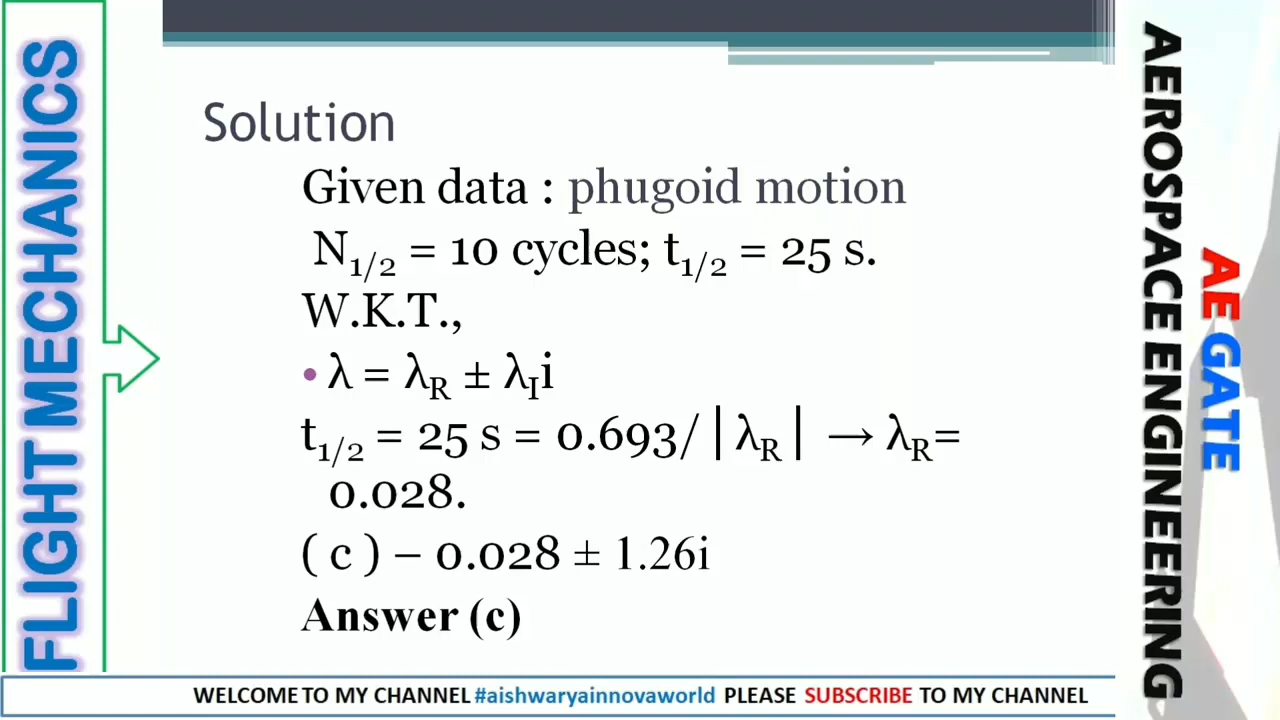 FLIGHT MECHANICS
Solution
Given data : phugoid motion
N1/2 = 10 cycles; t1/2 = 25 s.
W.K.T.,
• λ = λR ± λIi
t1/2 = 25 s = 0.693/|λR| → λR=
0.028.
( c ) – 0.028 ± 1.26i
Answer (c)
AEROSPACE ENGINEERING
AE GATE
WELCOME TO MY CHANNEL #aishwaryainnovaworld PLEASE SUBSCRIBE TO MY CHANNEL